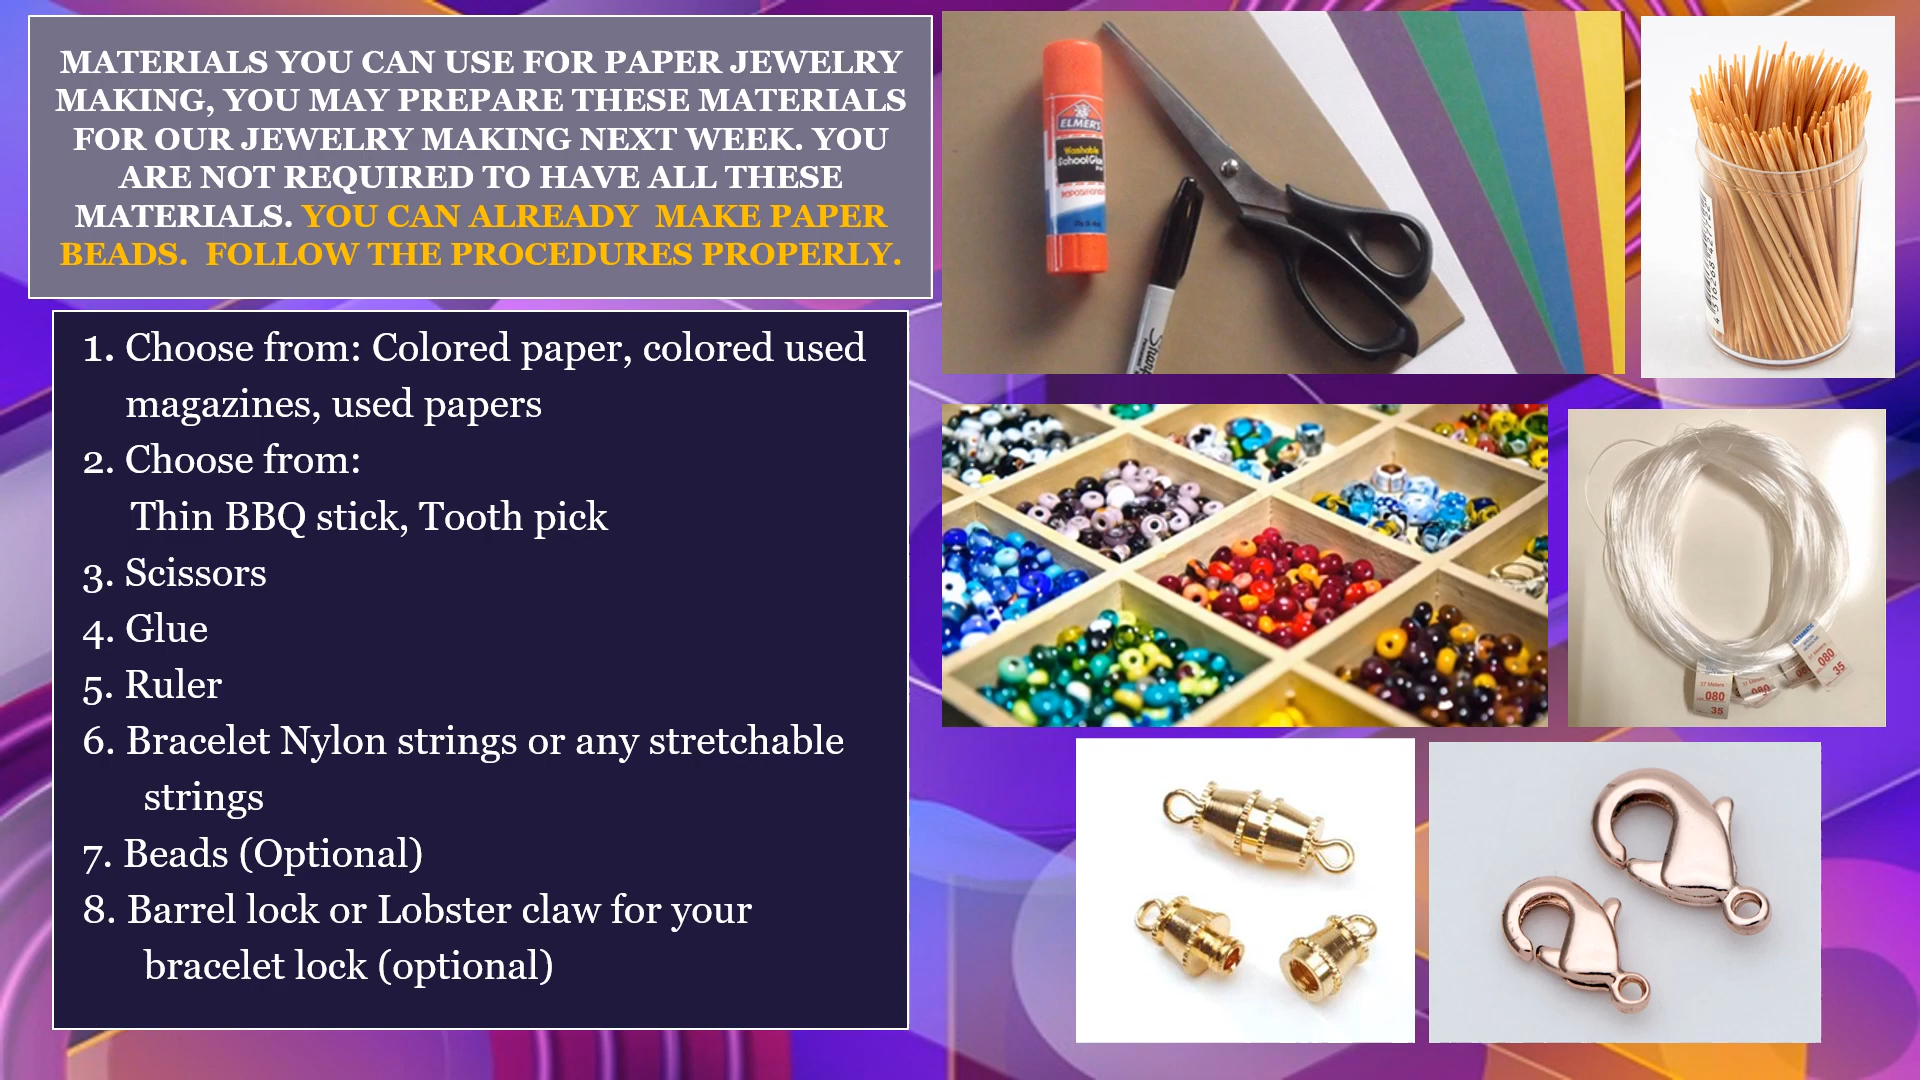 MATERIALS YOU CAN USE FOR PAPER JEWELRY
MAKING, YOU MAY PREPARE THESE MATERIALS
FOR OUR JEWELRY MAKING NEXT WEEK. YOU
ARE NOT REQUIRED TO HAVE ALL THESE
MATERIALS. YOU CAN ALREADY MAKE PAPER
BEADS. FOLLOW THE PROCEDURES PROPERLY.
1. Choose from: Colored paper, colored used
magazines, used papers
2. Choose from:
Thin BBQ stick, Tooth pick
3. Scissors
4. Glue
5. Ruler
6. Bracelet Nylon strings or any stretchable
strings
7. Beads (Optional)
8. Barrel lock or Lobster claw for your
bracelet lock (optional)
ELMER'S
Washable
School Glue
080
35
080
35